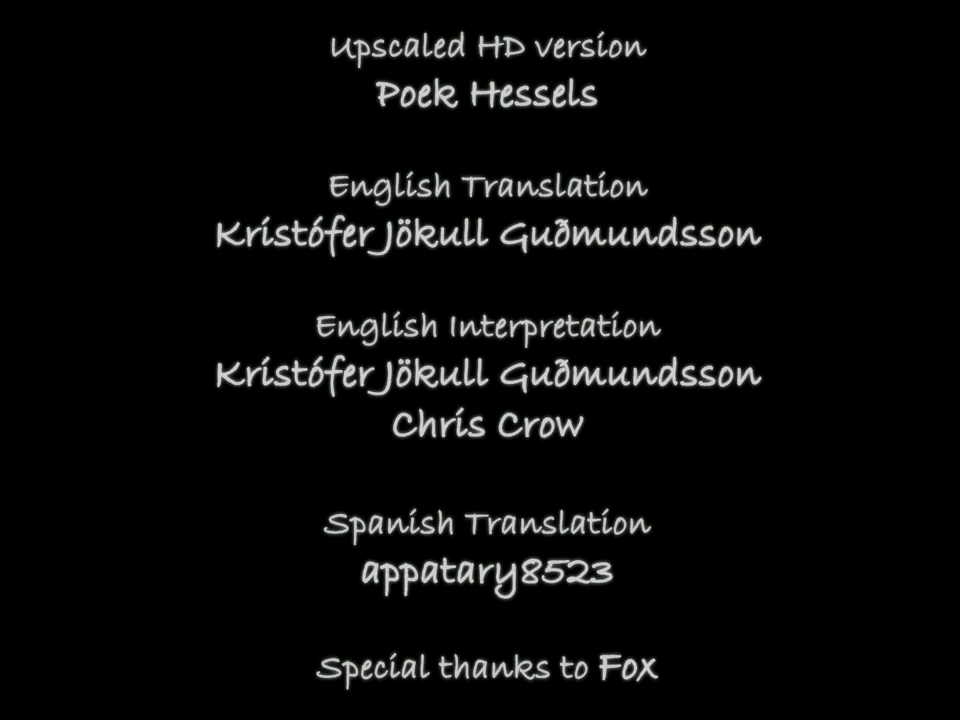 Upscaled HD version
Poek Hessels
English Translation
Kristófer Jökull Guðmundsson
English Interpretation
Kristófer Jökull Guðmundsson
Chris Crow
Spanish Translation
appatary8523
Special thanks to Fox